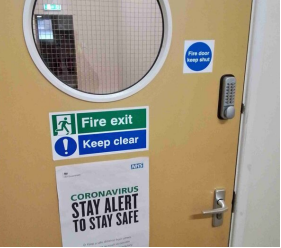 Fire door
keep shut
Fire exit
Keep clear
NHS
CORONAVIRUS
STAY ALERT
TO STAY SAFE